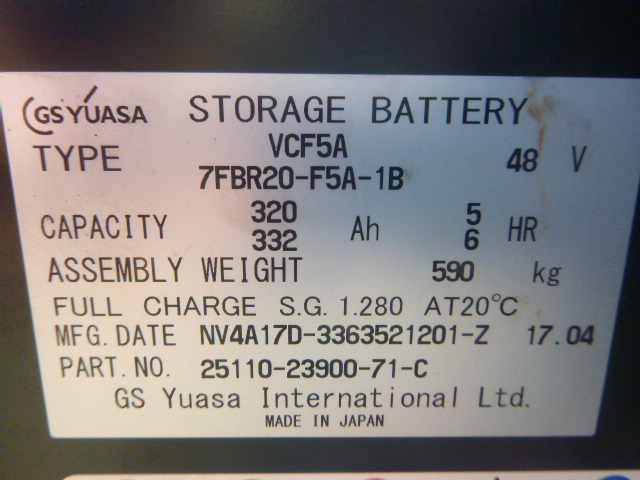 GSYUASA STORAGE BATTERY
TYPE VCF5A 48 V
7FBR20-F5A-1B
CAPACITY 320 Ah 5 HR
332 6
ASSEMBLY WEIGHT 590 kg
FULL CHARGE S.G. 1.280 AT20℃
MFG. DATE NV4A17D-3363521201-Z 17.04
PART. NO. 25110-23900-71-C
GS Yuasa International Ltd.
MADE IN JAPAN